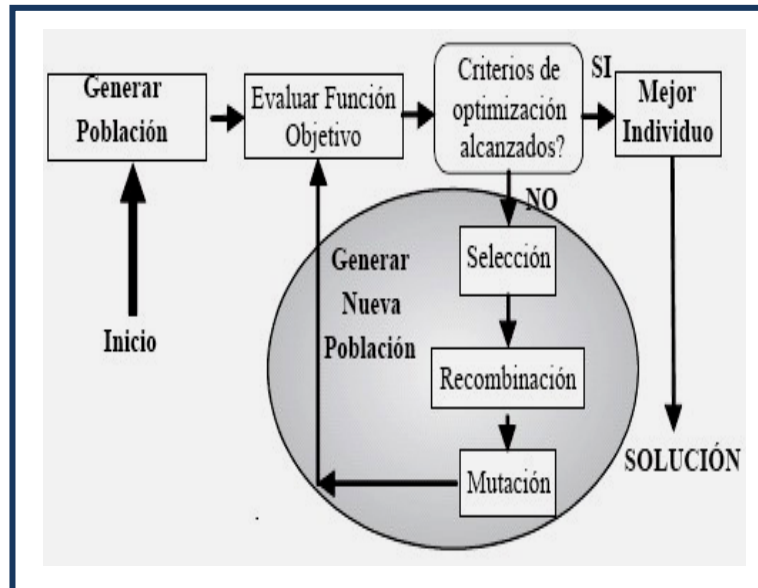 Generar
Población
Evaluar Función
Objetivo
Criterios de
optimización
alcanzados?
SI
Mejor
Individuo
NO
Selección
Generar
Nueva
Población
Inicio
Recombinación
Mutación
SOLUCIÓN